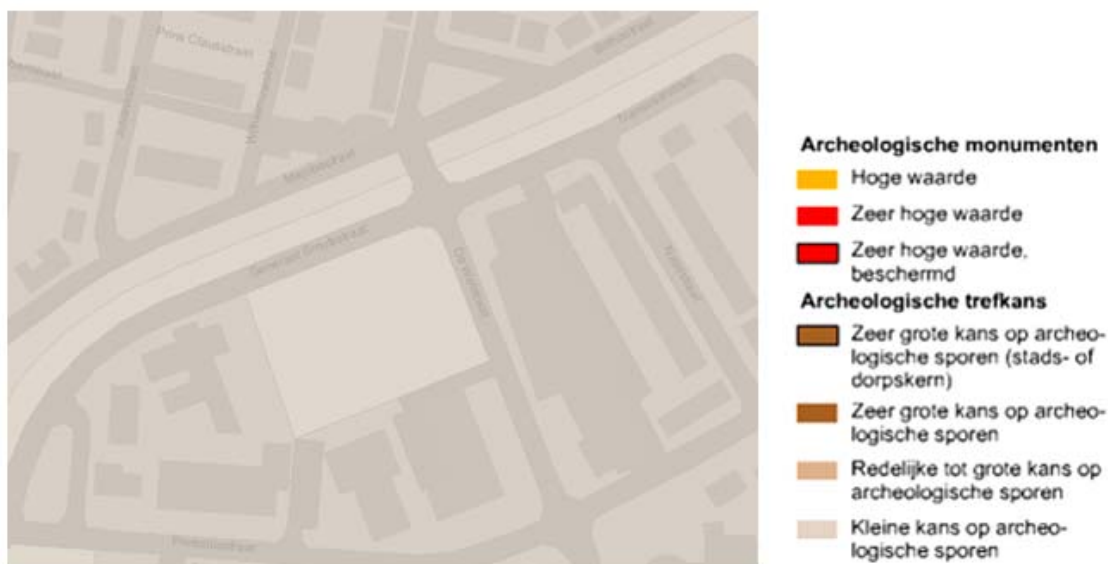 Prins Clausstraat
Archeologische monumenten
Hoge waarde
Zeer hoge waarde
Zeer hoge waarde,
beschermd
Archeologische trefkans
Zeer grote kans op archeo-
logische sporen (stads- of
dorpskern)
Zeer grote kans op archeo-
logische sporen
Redelijke tot grote kans op
archeologische sporen
Kleine kans op archeo-
logische sporen